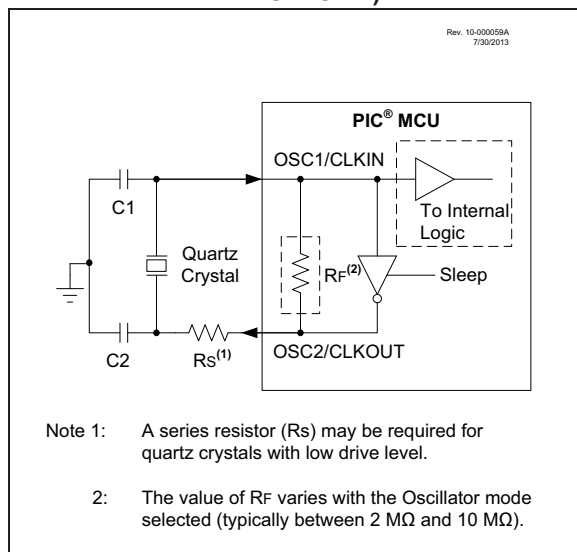 Rev. 10-000059A
7/30/2013
PIC® MCU
OSC1/CLKIN
C1
To Internal
Logic
Quartz
Crystal
RF(2)
Sleep
C2
RS(1)
OSC2/CLKOUT
Note 1: A series resistor (Rs) may be required for
quartz crystals with low drive level.
2: The value of RF varies with the Oscillator mode
selected (typically between 2 MΩ and 10 MΩ).